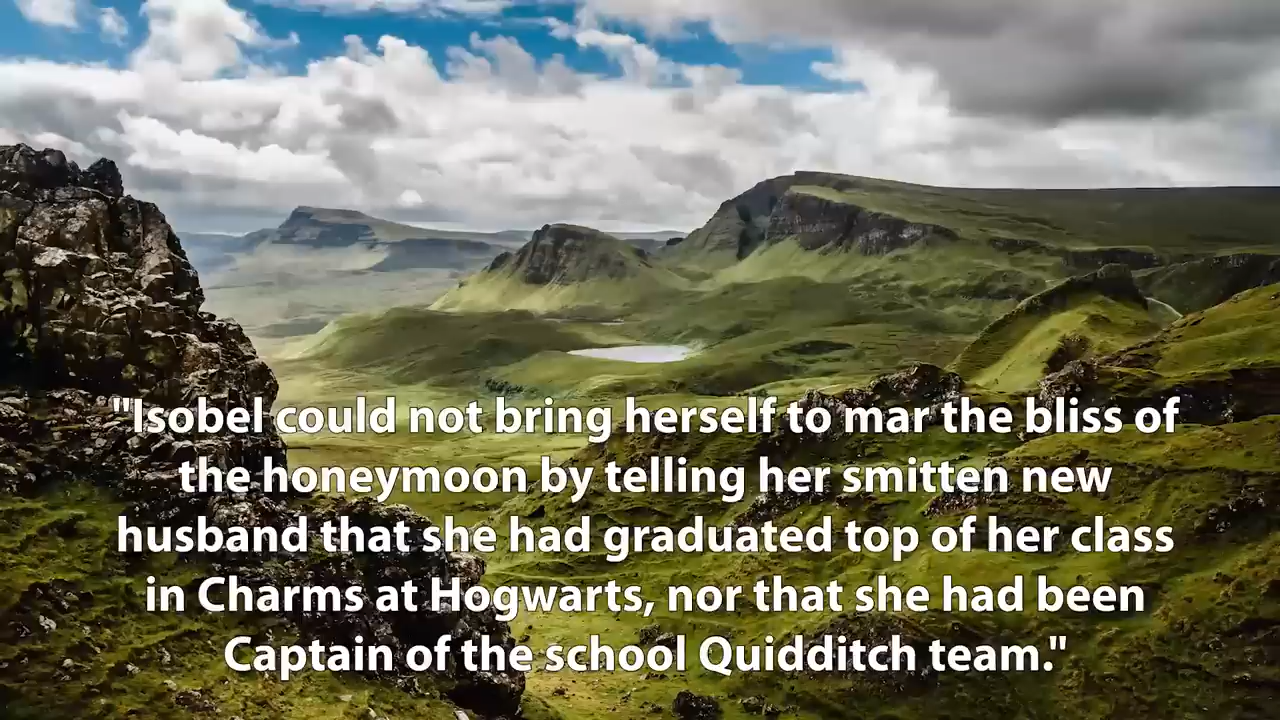 "Isobel could not bring herself to mar the bliss of
the honeymoon by telling her smitten new
husband that she had graduated top of her class
in Charms at Hogwarts, nor that she had been
Captain of the school Quidditch team."